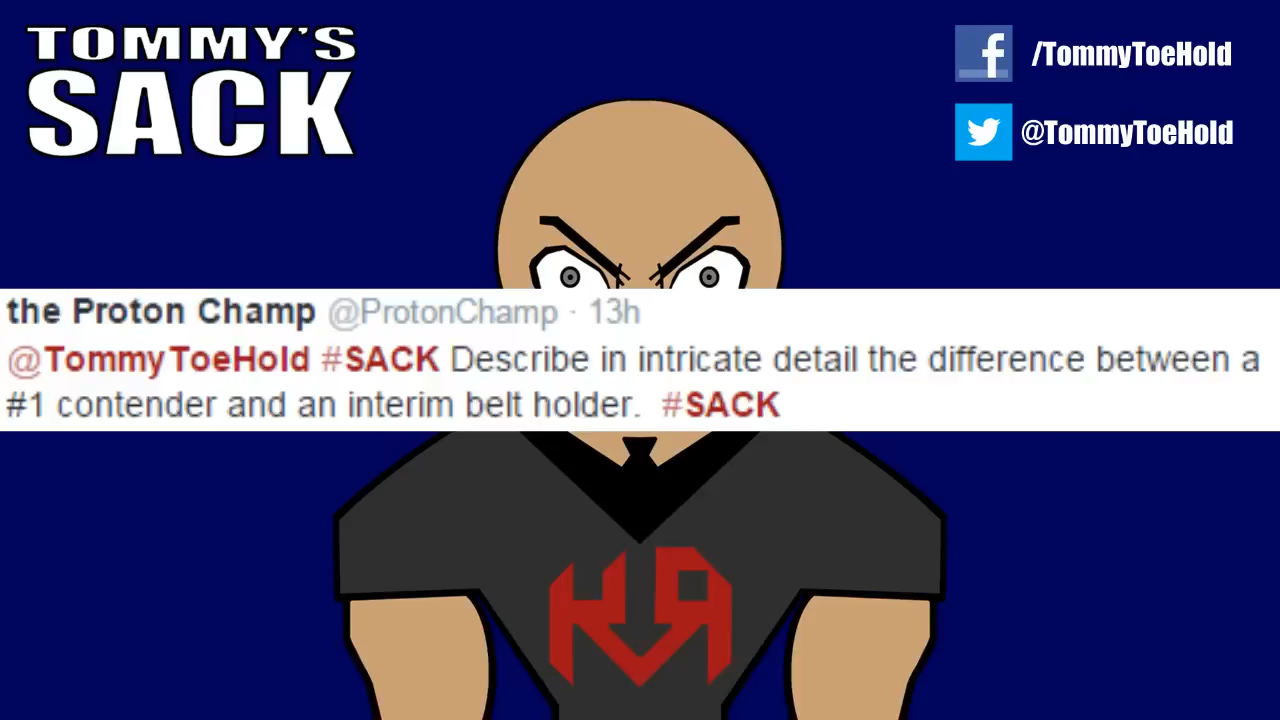 TOMMY'S
SACK
/TommyToeHold
@TommyToeHold
the Proton Champ @ProtonChamp · 13h
@TommyToeHold #SACK Describe in intricate detail the difference between a
#1 contender and an interim belt holder. #SACK